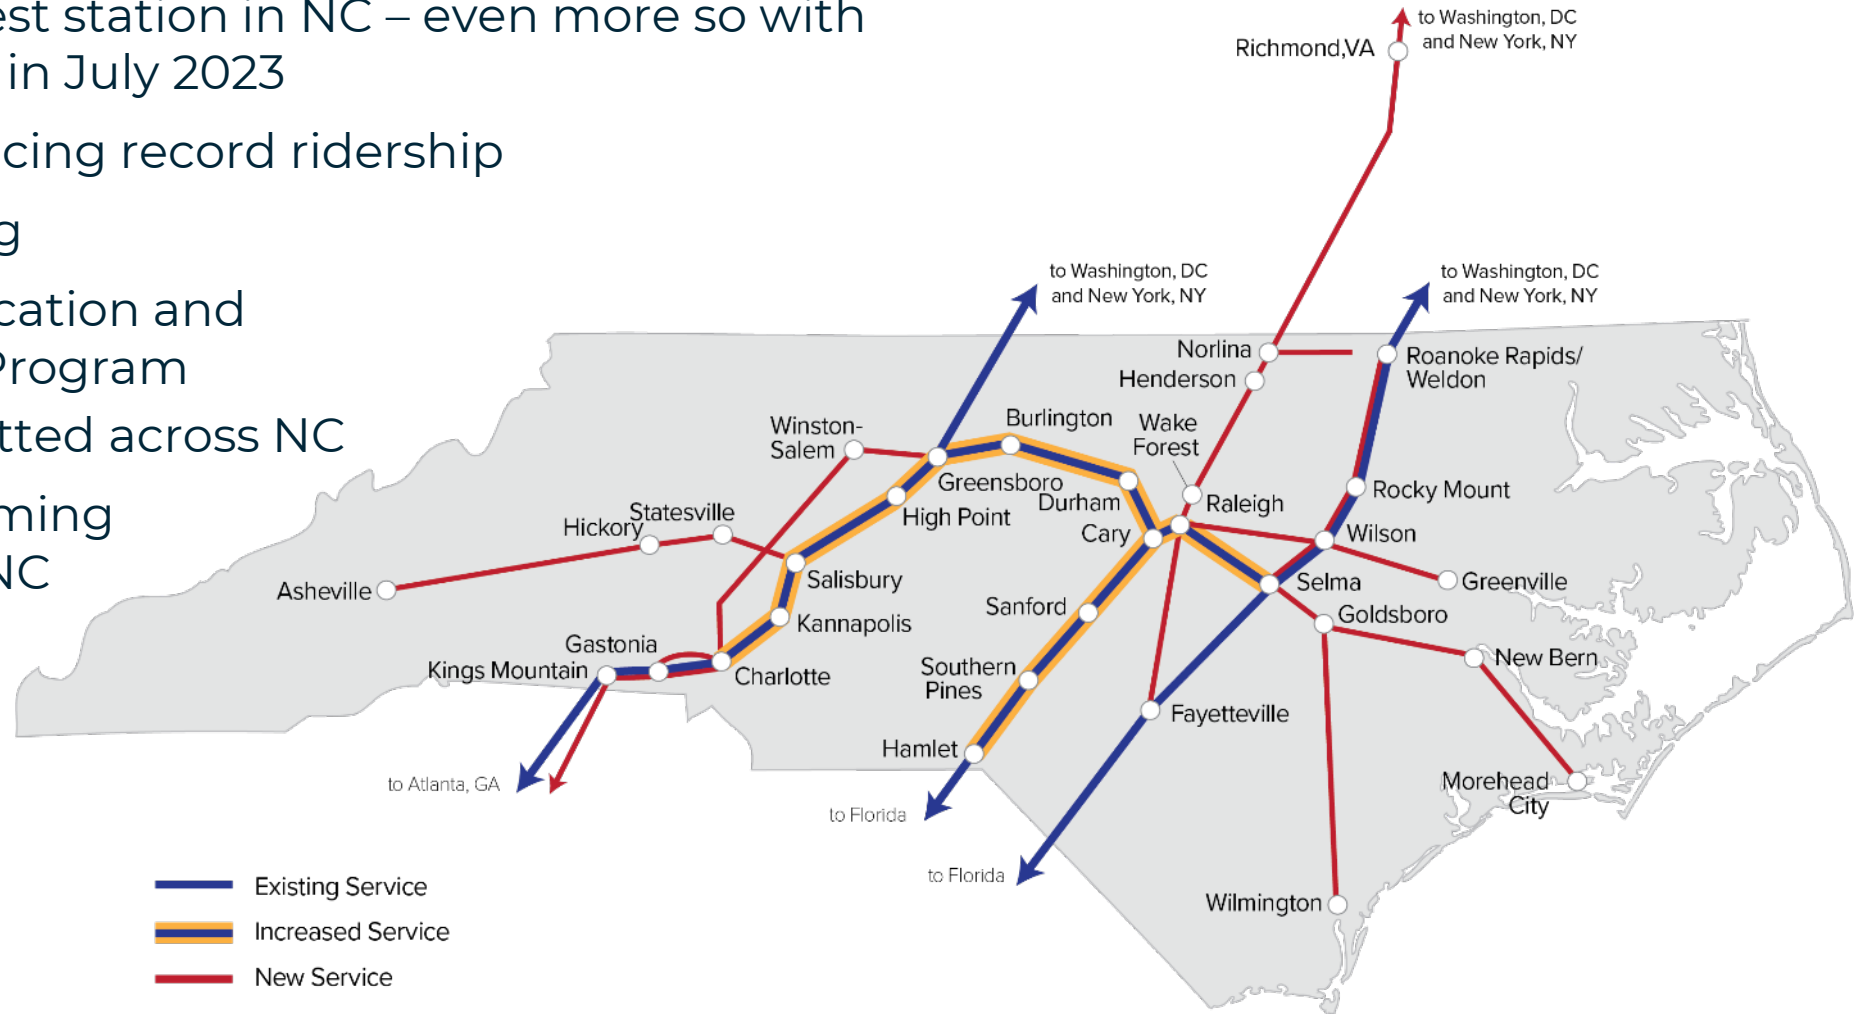 est station in NC – even more so with
in July 2023
cing record ridership
g
cation and
Program
tted across NC
ming
NC
to Washington, DC
and New York, NY
Richmond,VA
to Washington, DC
and New York, NY
to Washington, DC
and New York, NY
Norlina
Henderson
Roanoke Rapids/
Weldon
Winston-
Salem
Burlington
Wake
Forest
Greensboro
Durham
Raleigh
Rocky Mount
High Point
Cary
Wilson
Statesville
Hickory
Asheville
Salisbury
Selma
Greenville
Kannapolis
Sanford
Goldsboro
Gastonia
Kings Mountain
Charlotte
Southern
Pines
New Bern
Fayetteville
Hamlet
to Atlanta, GA
to Florida
to Florida
Morehead
City
Wilmington
Existing Service
Increased Service
New Service